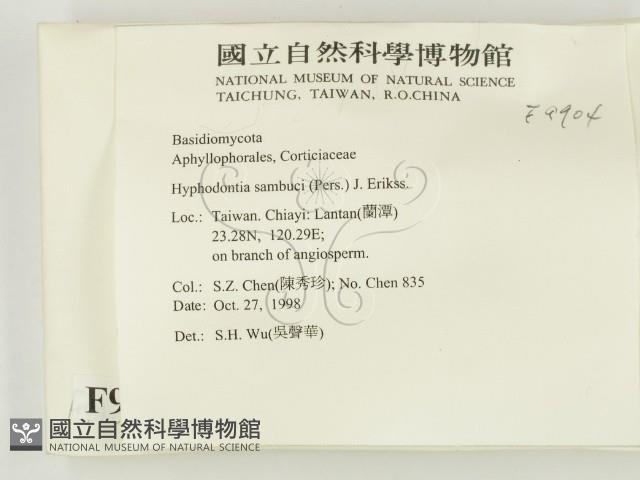 國立自然科學博物館
NATIONAL MUSEUM OF NATURAL SCIENCE
TAICHUNG, TAIWAN, R.O.CHINA
F9904
Basidiomycota
Aphyllophorales, Corticiaceae
Hyphodontia sambuci (Pers.) J. Erikss.
Loc.: Taiwan. Chiayi: Lantan(蘭潭)
23.28N, 120.29E;
on branch of angiosperm.
Col.: S.Z. Chen(陳秀珍); No. Chen 835
Date: Oct. 27, 1998
Det.: S.H. Wu(吳聲華)
F9
國立自然科學博物館
NATIONAL MUSEUM OF NATURAL SCIENCE